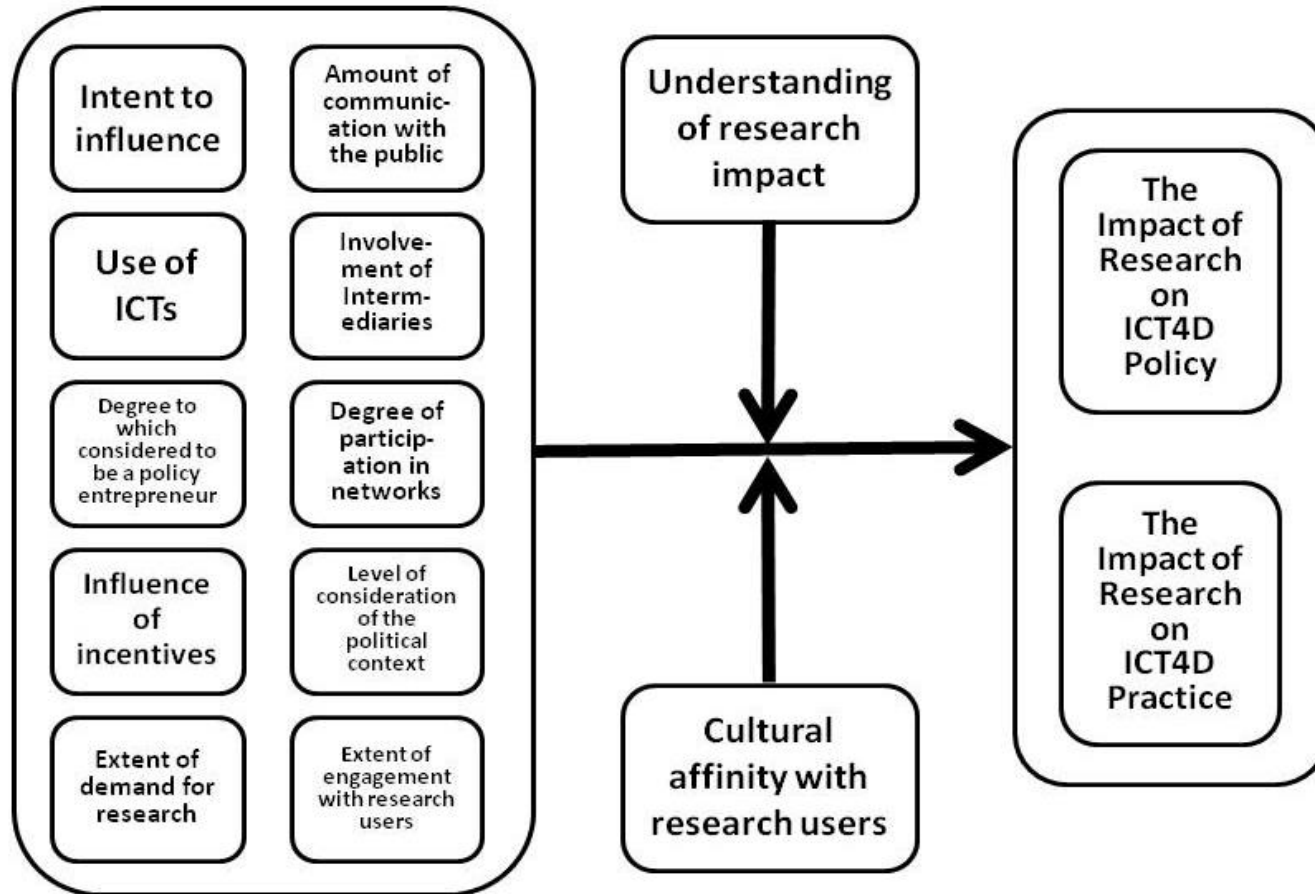 Intent to
influence
Amount of
communic-
ation with
the public
Use of
ICTs
Involve-
ment of
Interm-
ediaries
Degree to
which
considered to
be a policy
entrepreneur
Degree of
particip-
ation in
networks
Influence
of
incentives
Level of
consideration
of the
political
context
Extent of
demand for
research
Extent of
engagement
with research
users
Understanding
of research
impact
Cultural
affinity with
research users
The
Impact of
Research
on
ICT4D
Policy
The
Impact of
Research
on
ICT4D
Practice